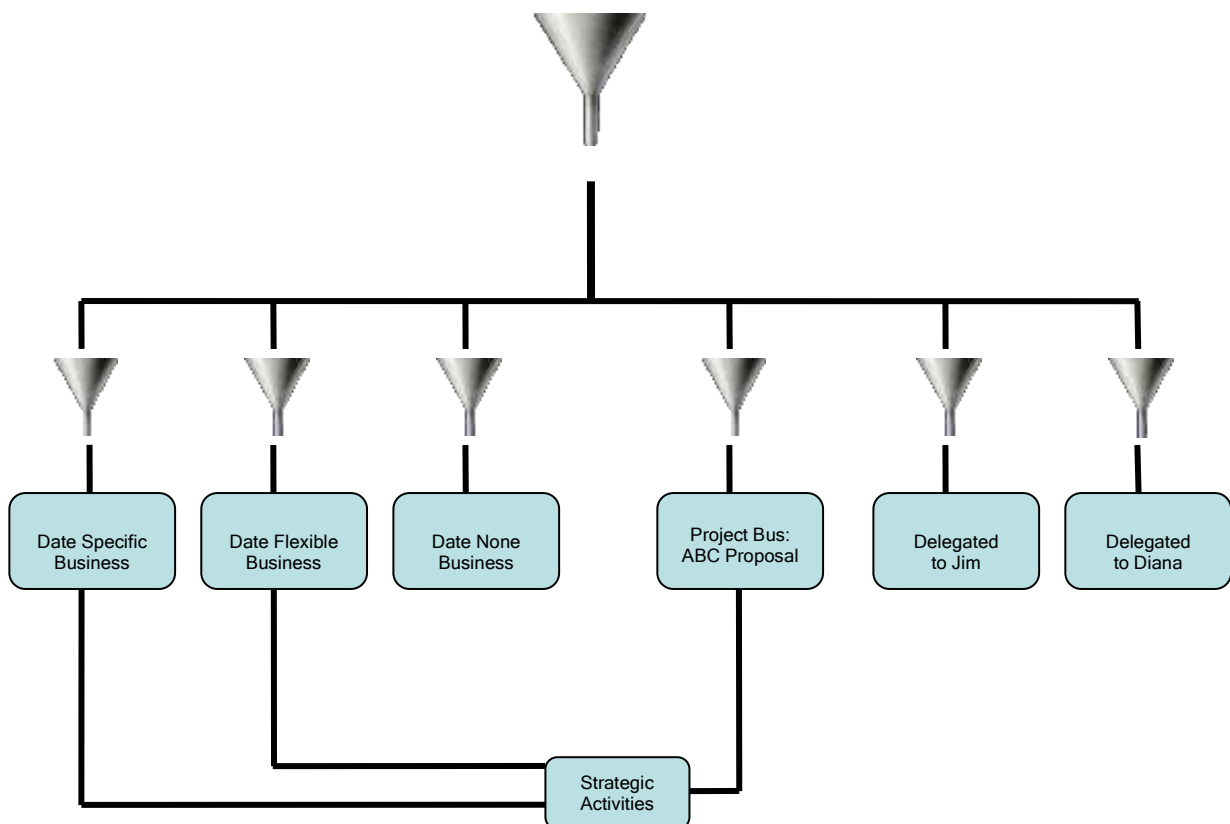 Date Specific
Business
Date Flexible
Business
Date None
Business
Project Bus:
ABC Proposal
Delegated
to Jim
Delegated
to Diana
Strategic
Activities